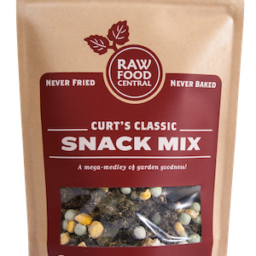 RAW
FOOD
CENTRAL
NEVER FRIED
NEVER BAKED
CURT'S CLASSIC
SNACK MIX
A mega-medley of garden goodness!